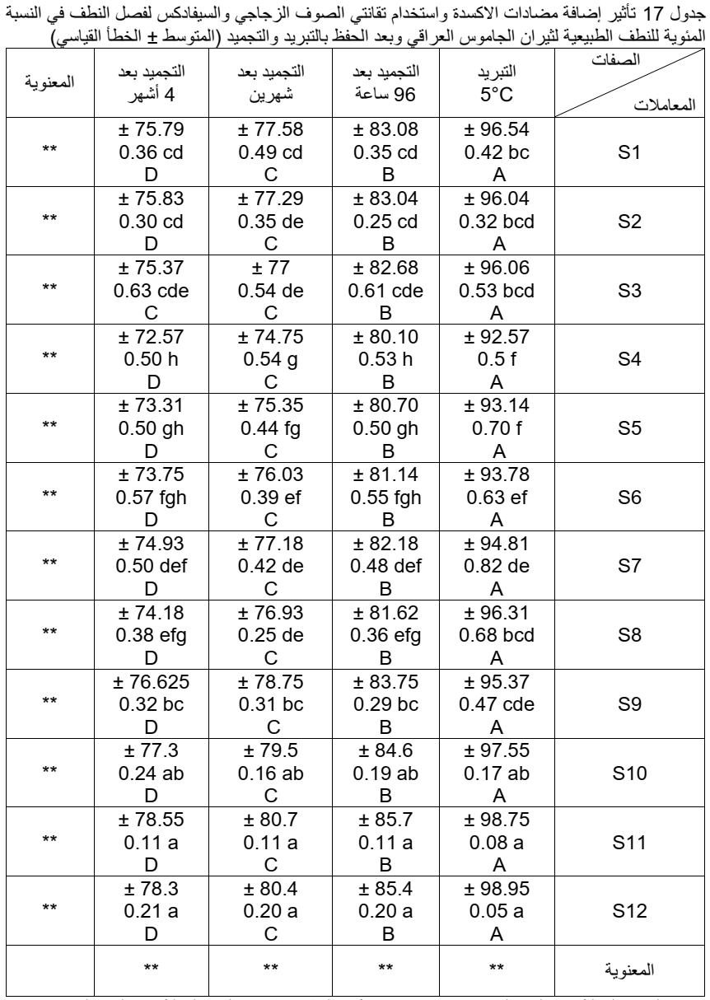 جدول 17 تأثير إضافة مضادات الاكسدة واستخدام تقانتي الصوف الزجاجي والسيفادكس لفصل النطف في النسبة
المئوية للنطف الطبيعية لثيران الجاموس العراقي وبعد الحفظ بالتبريد والتجميد (المتوسط ± الخطأ القياسي)
الصفات
المعاملات
التبريد
5°C
التجميد بعد
96 ساعة
التجميد بعد
شهرين
التجميد بعد
4 أشهر
المعنوية
S1
96.54 ±
0.42 bc
A
83.08 ±
0.35 cd
B
77.58 ±
0.49 cd
C
75.79 ±
0.36 cd
D
**
S2
96.04 ±
0.32 bcd
A
83.04 ±
0.25 cd
B
77.29 ±
0.35 de
C
75.83 ±
0.30 cd
D
**
S3
96.06 ±
0.53 bcd
A
82.68 ±
0.61 cde
B
77 ±
0.54 de
C
75.37 ±
0.63 cde
C
**
S4
92.57 ±
0.5 f
A
80.10 ±
0.53 h
B
74.75 ±
0.54 g
C
72.57 ±
0.50 h
D
**
S5
93.14 ±
0.70 f
A
80.70 ±
0.50 gh
B
75.35 ±
0.44 fg
C
73.31 ±
0.50 gh
D
**
S6
93.78 ±
0.63 ef
A
81.14 ±
0.55 fgh
B
76.03 ±
0.39 ef
C
73.75 ±
0.57 fgh
D
**
S7
94.81 ±
0.82 de
A
82.18 ±
0.48 def
B
77.18 ±
0.42 de
C
74.93 ±
0.50 def
D
**
S8
96.31 ±
0.68 bcd
A
81.62 ±
0.36 efg
B
76.93 ±
0.25 de
C
74.18 ±
0.38 efg
D
**
S9
95.37 ±
0.47 cde
A
83.75 ±
0.29 bc
B
78.75 ±
0.31 bc
C
76.625 ±
0.32 bc
D
**
S10
97.55 ±
0.17 ab
A
84.6 ±
0.19 ab
B
79.5 ±
0.16 ab
C
77.3 ±
0.24 ab
D
**
S11
98.75 ±
0.08 a
A
85.7 ±
0.11 a
B
80.7 ±
0.11 a
C
78.55 ±
0.11 a
D
**
S12
98.95 ±
0.05 a
A
85.4 ±
0.20 a
B
80.4 ±
0.20 a
C
78.3 ±
0.21 a
D
**
المعنوية
**
**
**
**